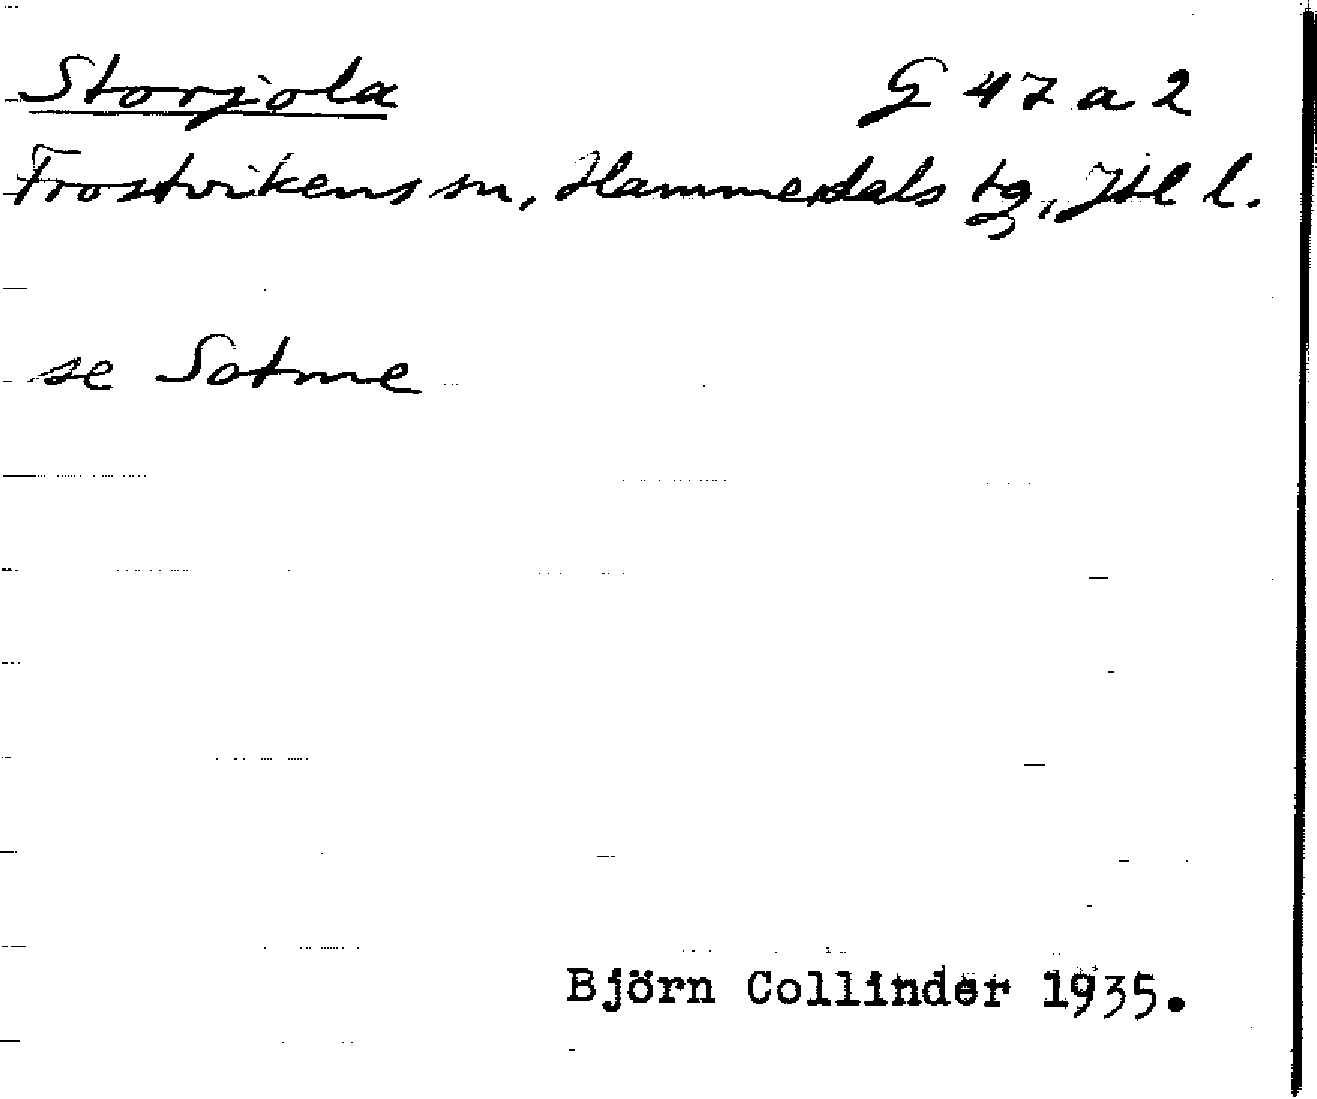 Storjola G 47 a 2
Frostvikens sn, Hammerdals tg, Jtl l.
se Sotme
Björn Collinder 1935.